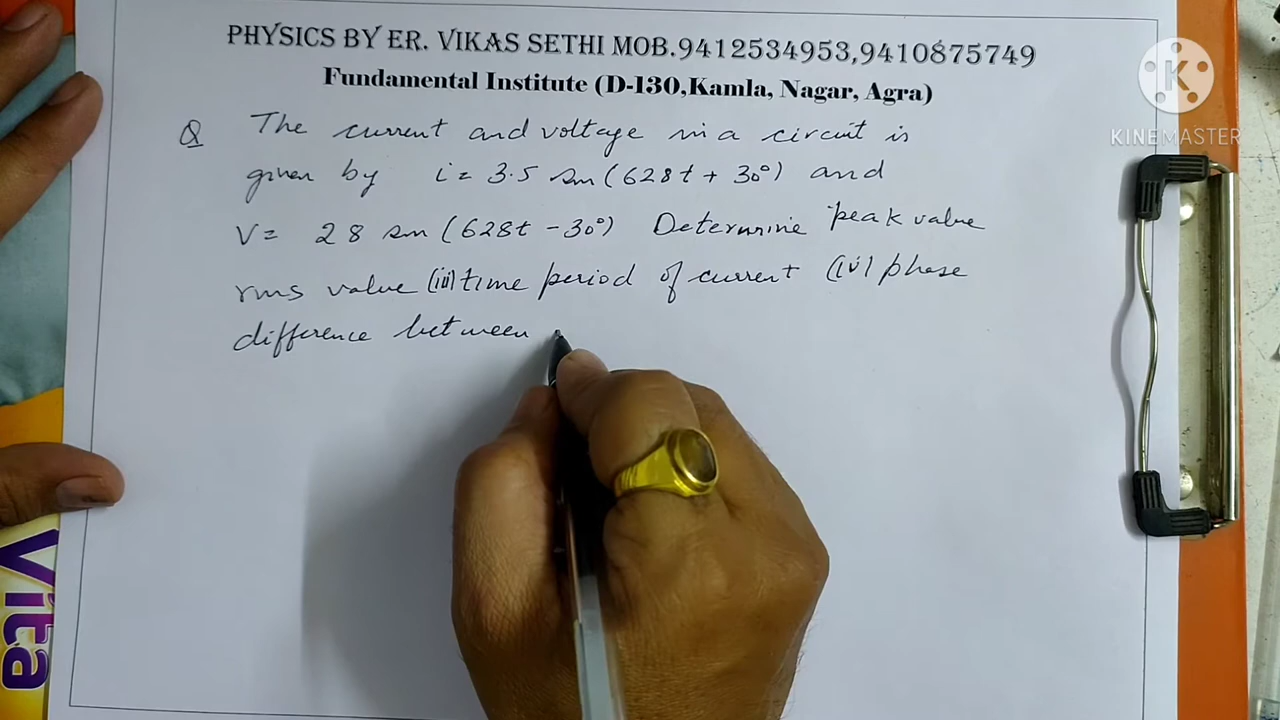 PHYSICS BY ER. VIKAS SETHI MOB.9412534953,9410875749
Fundamental Institute (D-130,Kamla, Nagar, Agra)
K
KINEMASTER
Q The current and voltage in a circuit is
given by i = 3.5 sin (628t + 30°) and
V = 28 sin (628t - 30°) Determine peak value
rms value (iii) time period of current (iv) phase
difference between
Vita